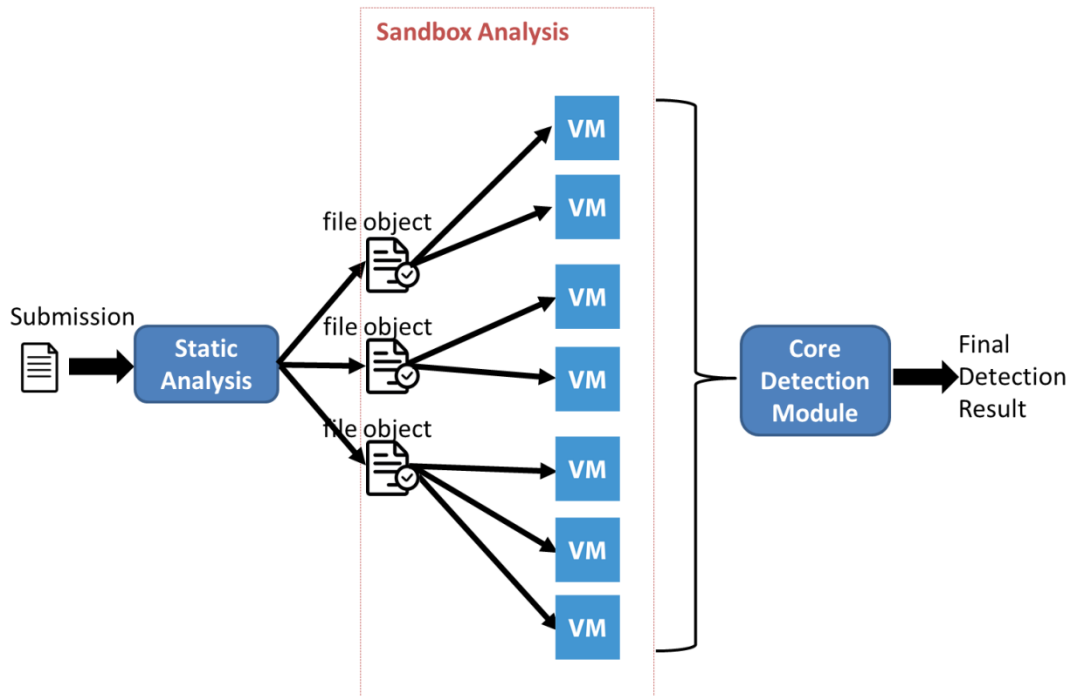 Sandbox Analysis
VM
VM
file object
VM
Submission
file object
Static
Analysis
VM
Core
Detection
Module
Final
Detection
Result
file object
VM
VM
VM